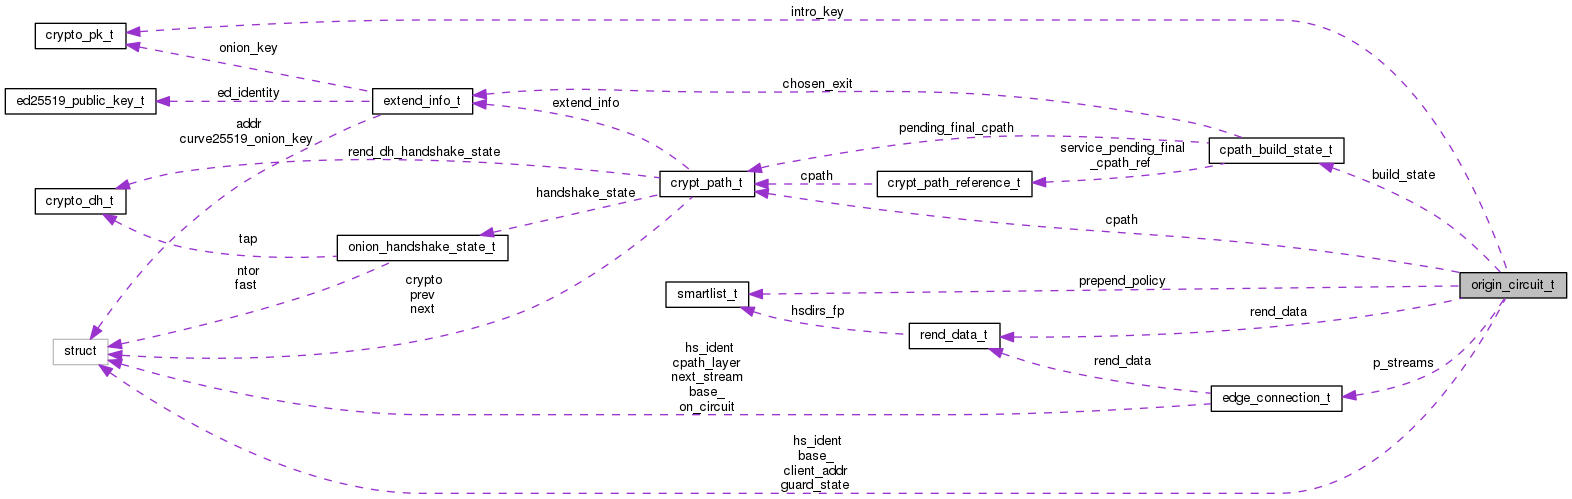 intro_key
crypto_pk_t
onion_key
chosen_exit
ed25519_public_key_t
ed_identity
extend_info_t
extend_info
addr
curve25519_onion_key
pending_final_cpath
service_pending_final
_cpath_ref
cpath_build_state_t
rend_dh_handshake_state
crypt_path_t
cpath
crypt_path_reference_t
build_state
crypto_dh_t
handshake_state
cpath
tap
onion_handshake_state_t
ntor
fast
crypto
prev
next
smartlist_t
prepend_policy
origin_circuit_t
hsdirs_fp
rend_data_t
rend_data
struct
hs_ident
cpath_layer
next_stream
base_
on_circuit
rend_data
p_streams
edge_connection_t
hs_ident
base_
client_addr
guard_state